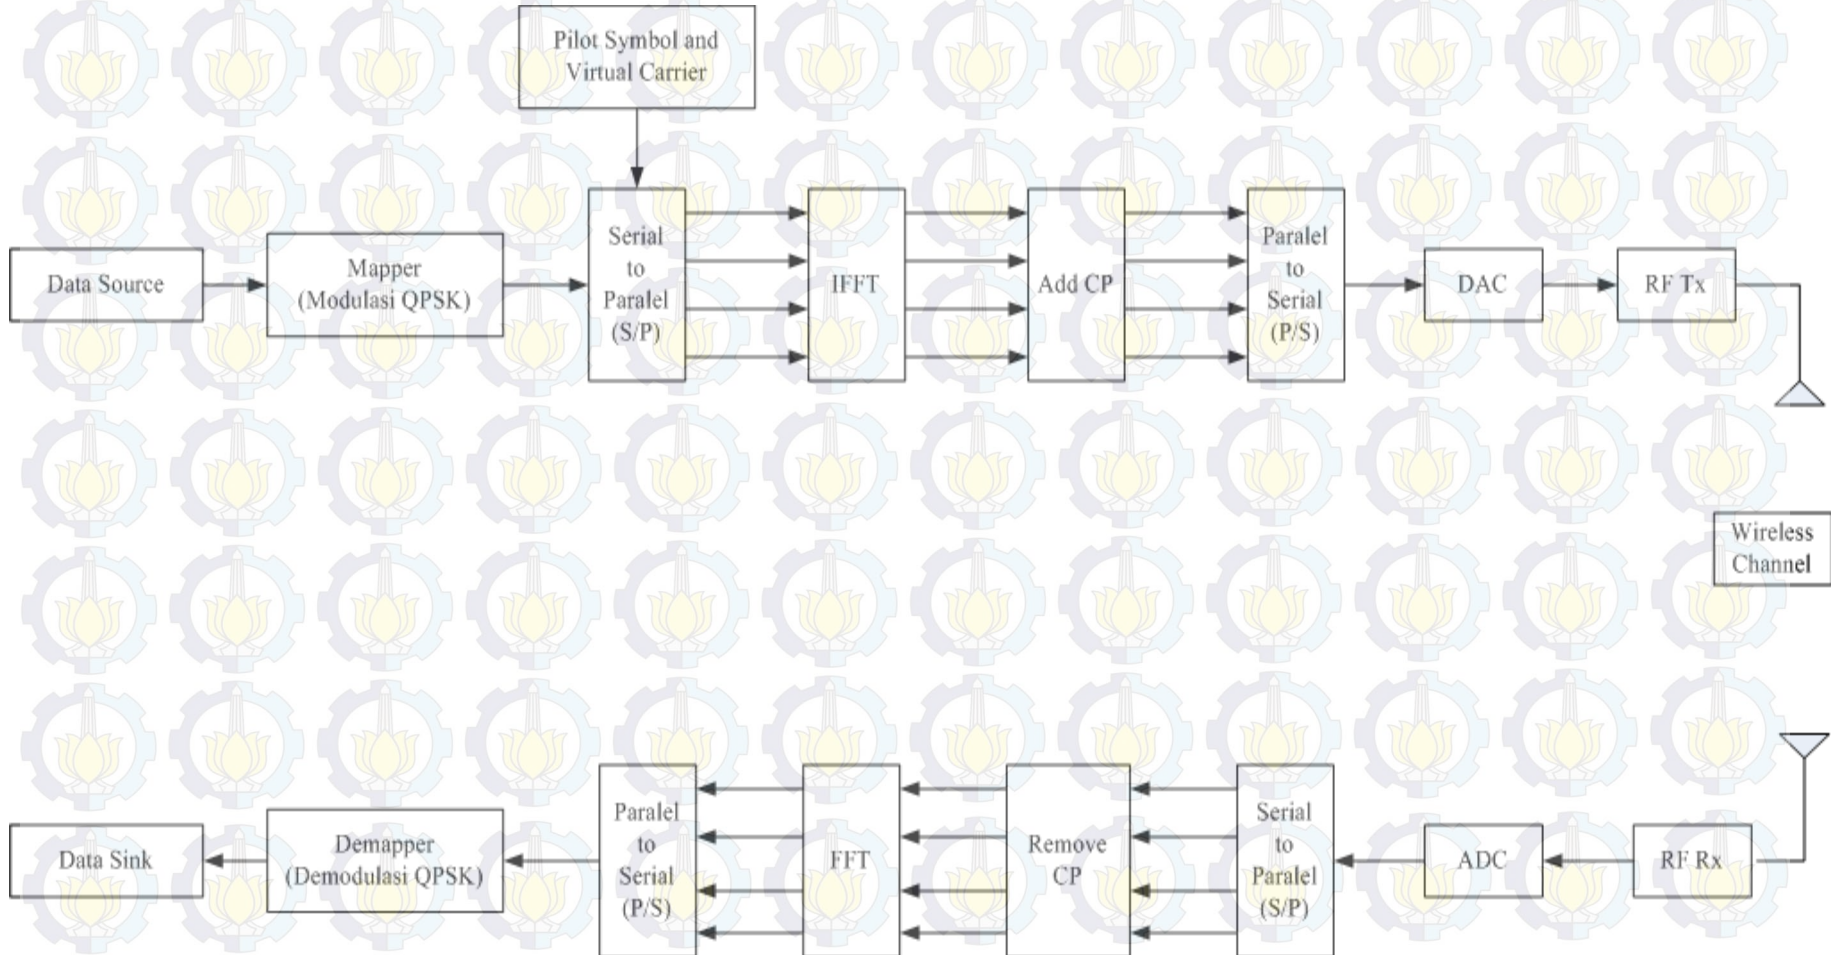 Pilot Symbol and
Virtual Carrier
Data Source
Mapper
(Modulasi QPSK)
Serial
to
Paralel
(S/P)
IFFT
Add CP
Paralel
to
Serial
(P/S)
DAC
RF Tx
Wireless
Channel
Data Sink
Demapper
(Demodulasi QPSK)
Paralel
to
Serial
(P/S)
FFT
Remove
CP
Serial
to
Paralel
(S/P)
ADC
RF Rx